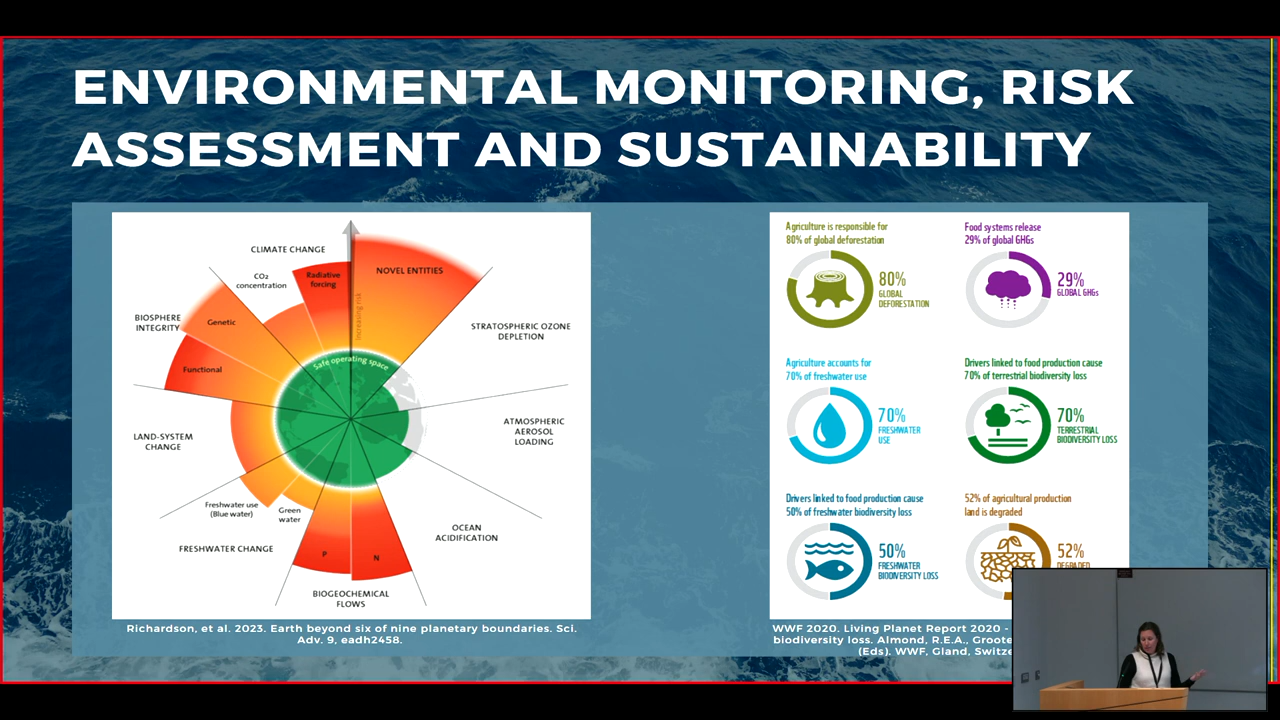 ENVIRONMENTAL MONITORING, RISK
ASSESSMENT AND SUSTAINABILITY
CLIMATE CHANGE
CO2
concentration
Radiative
forcing
NOVEL ENTITIES
Increasing risk
BIOSPHERE
INTEGRITY
Genetic
Functional
STRATOSPHERIC OZONE
DEPLETION
Safe operating space
LAND-SYSTEM
CHANGE
ATMOSPHERIC
AEROSOL
LOADING
Freshwater use
(Blue water)
Green
water
FRESHWATER CHANGE
OCEAN
ACIDIFICATION
P
N
BIOGEOCHEMICAL
FLOWS
Richardson, et al. 2023. Earth beyond six of nine planetary boundaries. Sci.
Adv. 9, eadh2458.
Agriculture is responsible for
80% of global deforestation
80%
GLOBAL
DEFORESTATION
Food systems release
29% of global GHGs
29%
GLOBAL GHGs
Agriculture accounts for
70% of freshwater use
70%
FRESHWATER
USE
Drivers linked to food production cause
70% of terrestrial biodiversity loss
70%
TERRESTRIAL
BIODIVERSITY LOSS
Drivers linked to food production cause
50% of freshwater biodiversity loss
50%
FRESHWATER
BIODIVERSITY LOSS
52% of agricultural production
land is degraded
52%
DEGRADED
WWF 2020. Living Planet Report 2020 -
biodiversity loss. Almond, R.E.A., Groote
(Eds). WWF, Gland, Switze